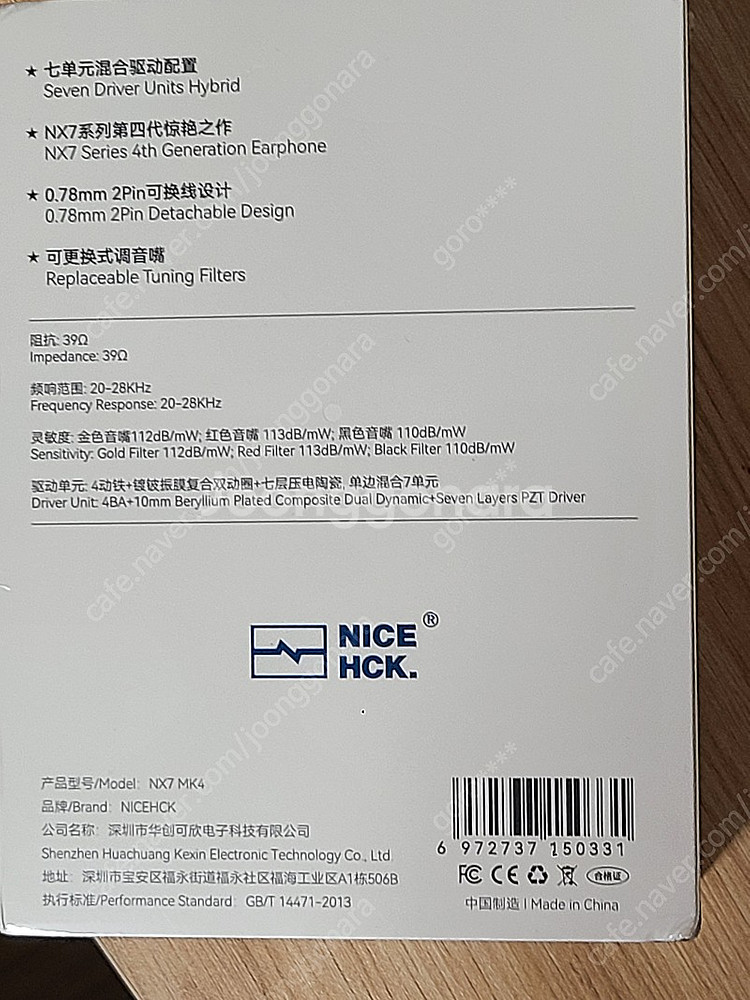 ★ 七单元混合驱动配置
Seven Driver Units Hybrid
★ NX7系列第四代惊艳之作
NX7 Series 4th Generation Earphone
★ 0.78mm 2Pin可换线设计
0.78mm 2Pin Detachable Design
★ 可更换式调音嘴
Replaceable Tuning Filters
阻抗: 39Ω
Impedance: 39Ω
频响范围: 20-28KHz
Frequency Response: 20-28KHz
灵敏度: 金色音嘴112dB/mW; 红色音嘴 113dB/mW; 黑色音嘴 110dB/mW
Sensitivity: Gold Filter 112dB/mW; Red Filter 113dB/mW; Black Filter 110dB/mW
驱动单元: 4动铁+镀铍振膜复合双动圈+七层压电陶瓷, 单边混合7单元
Driver Unit: 4BA+10mm Beryllium Plated Composite Dual Dynamic+Seven Layers PZT Driver
NICE ®
HCK.
产品型号/Model: NX7 MK4
品牌/Brand: NICEHCK
公司名称: 深圳市华创可欣电子科技有限公司
Shenzhen Huachuang Kexin Electronic Technology Co., Ltd.
地址: 深圳市宝安区福永街道福永社区福海工业区A1栋506B
执行标准/Performance Standard: GB/T 14471-2013
6 972737 150331
FC CE 合格证
中国制造 | Made in China
joonggonara
goro****
cafe.naver.com/joonggonara